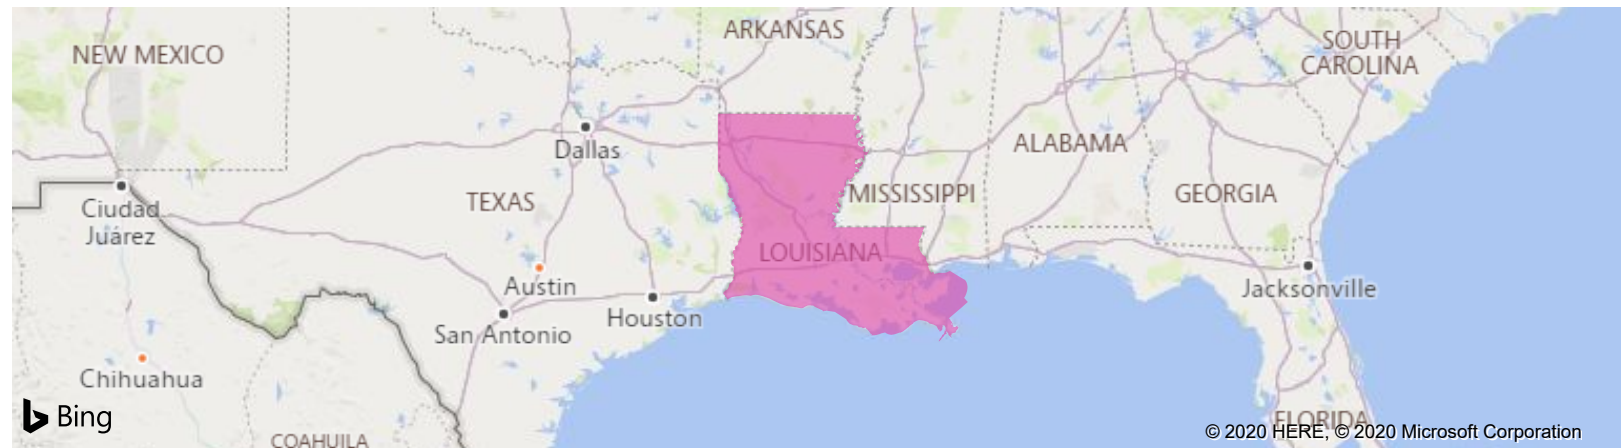 ARKANSAS
NEW MEXICO
SOUTH
CAROLINA
Dallas
ALABAMA
TEXAS
MISSISSIPPI
GEORGIA
Ciudad
Juárez
LOUISIANA
Austin
Jacksonville
Houston
San Antonio
Chihuahua
Bing
FLORIDA
© 2020 HERE, © 2020 Microsoft Corporation
COAHUILA